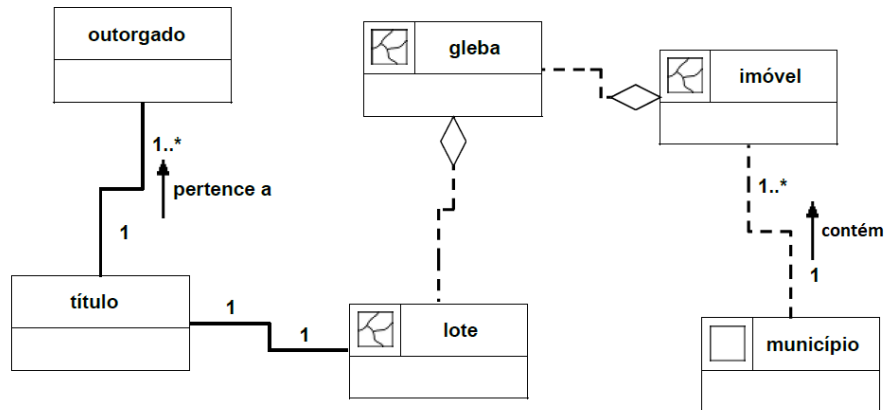 outorgado
gleba
imóvel
1..*
pertence a
1
1..*
contém
1
título
1
1
lote
município